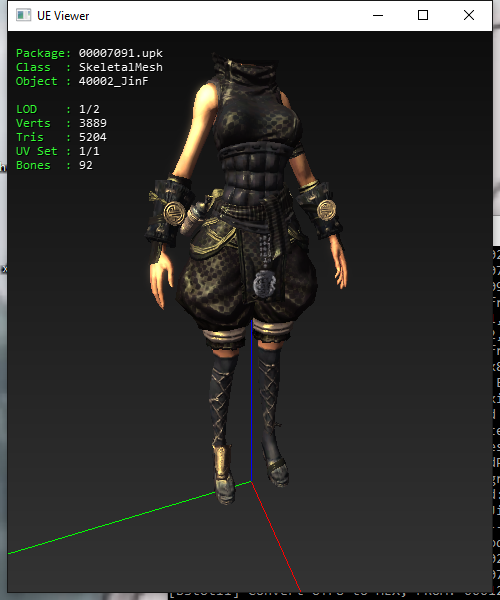 UE Viewer
Package: 00007091.upk
Class  : SkeletalMesh
Object : 40002_JinF
LOD    : 1/2
Verts  : 3889
Tris   : 5204
UV Set : 1/1
Bones  : 92